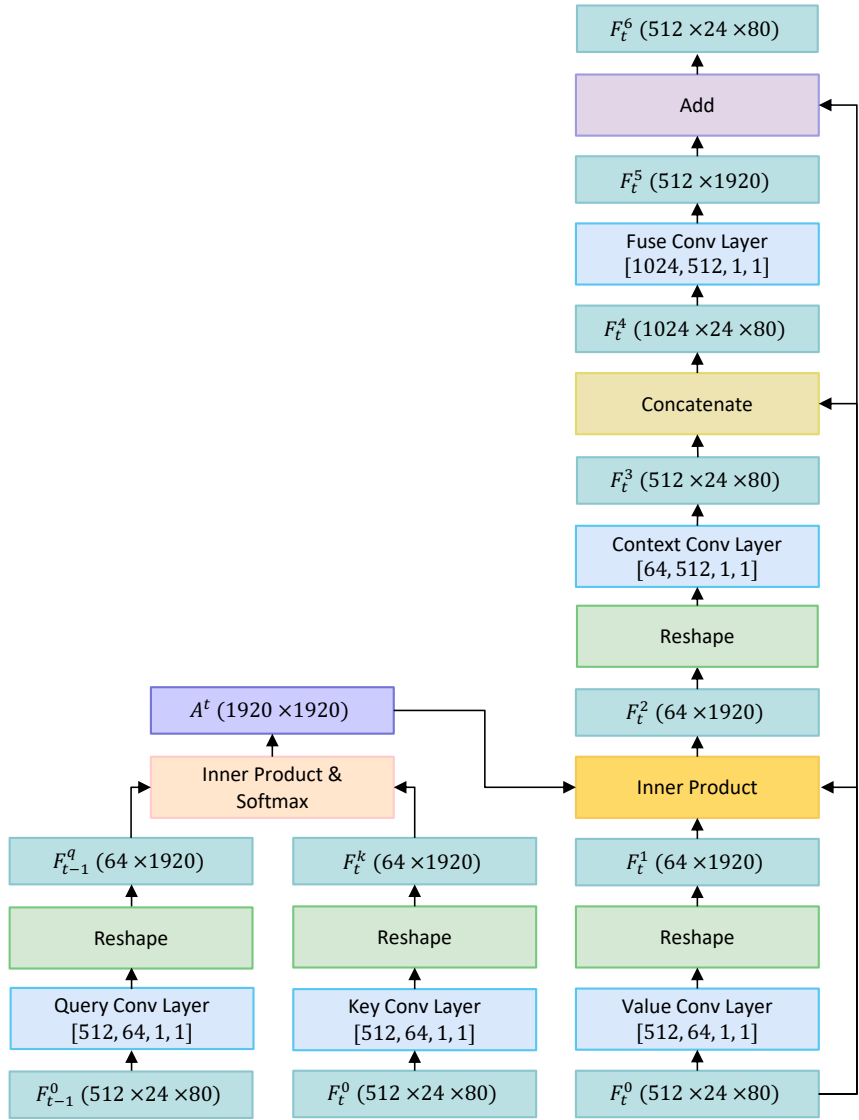 F_t^6 (512 ×24 ×80)
Add
F_t^5 (512 ×1920)
Fuse Conv Layer
[1024, 512, 1, 1]
F_t^4 (1024 ×24 ×80)
Concatenate
F_t^3 (512 ×24 ×80)
Context Conv Layer
[64, 512, 1, 1]
Reshape
A^t (1920 ×1920)
F_t^2 (64 ×1920)
Inner Product &
Softmax
Inner Product
F_{t-1}^q (64 ×1920)
F_t^k (64 ×1920)
F_t^1 (64 ×1920)
Reshape
Reshape
Reshape
Query Conv Layer
[512, 64, 1, 1]
Key Conv Layer
[512, 64, 1, 1]
Value Conv Layer
[512, 64, 1, 1]
F_{t-1}^0 (512 ×24 ×80)
F_t^0 (512 ×24 ×80)
F_t^0 (512 ×24 ×80)